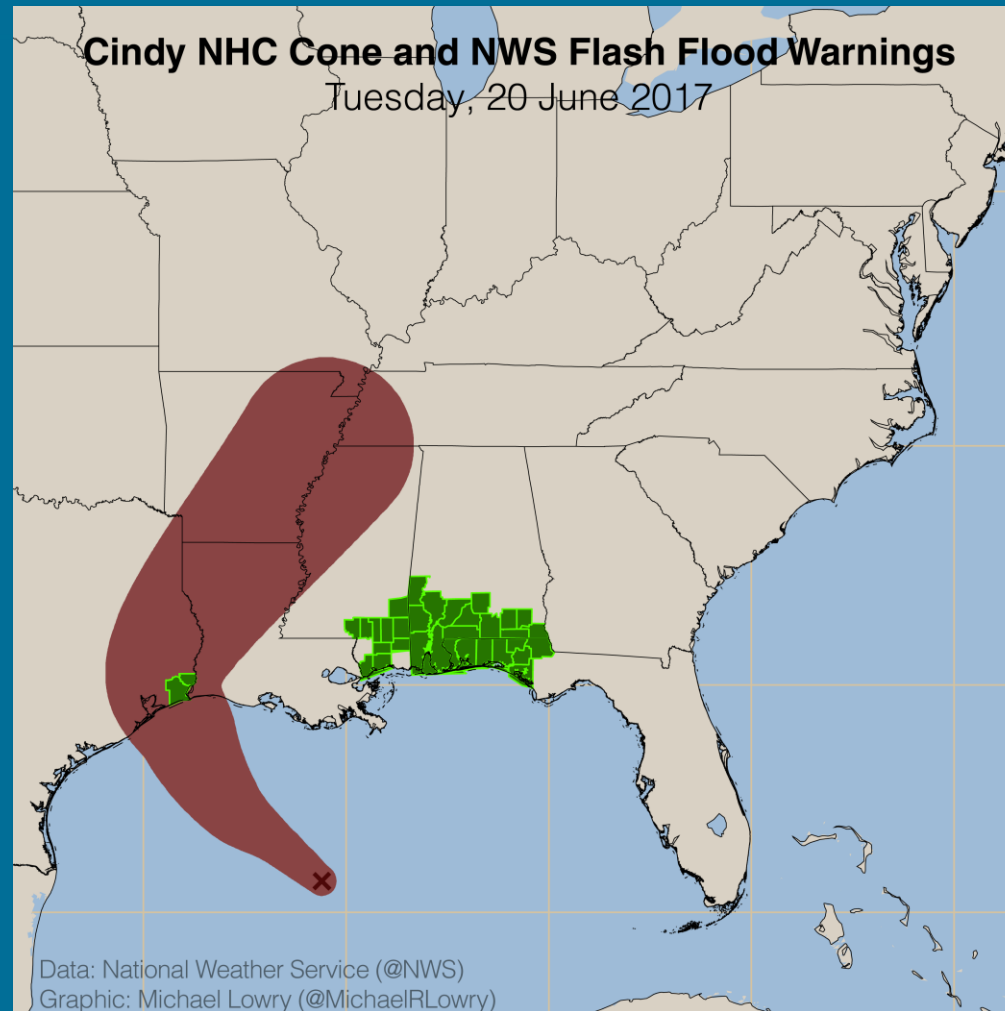 Cindy NHC Cone and NWS Flash Flood Warnings
Tuesday, 20 June 2017
Data: National Weather Service (@NWS)
Graphic: Michael Lowry (@MichaelRLowry)